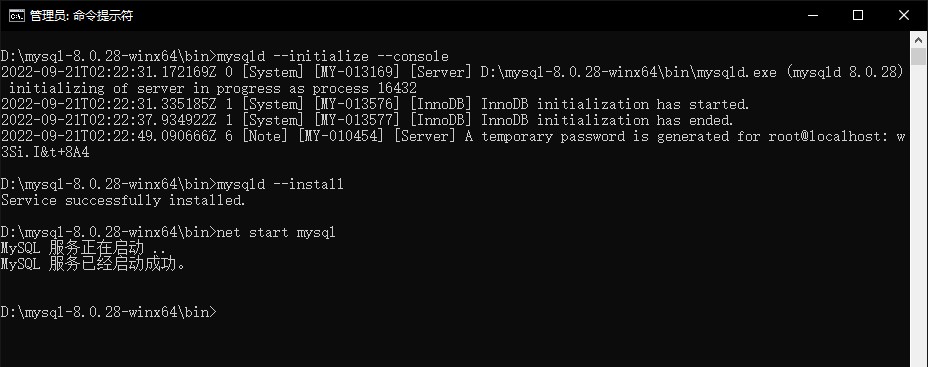 管理员: 命令提示符
D:\mysql-8.0.28-winx64\bin>mysqld --initialize --console
2022-09-21T02:22:31.172169Z 0 [System] [MY-013169] [Server] D:\mysql-8.0.28-winx64\bin\mysqld.exe (mysqld 8.0.28)
initializing of server in progress as process 16432
2022-09-21T02:22:31.335185Z 1 [System] [MY-013576] [InnoDB] InnoDB initialization has started.
2022-09-21T02:22:37.934922Z 1 [System] [MY-013577] [InnoDB] InnoDB initialization has ended.
2022-09-21T02:22:49.090666Z 6 [Note] [MY-010454] [Server] A temporary password is generated for root@localhost: w
3Si.I&t+8A4
D:\mysql-8.0.28-winx64\bin>mysqld --install
Service successfully installed.
D:\mysql-8.0.28-winx64\bin>net start mysql
MySQL 服务正在启动 ..
MySQL 服务已经启动成功。
D:\mysql-8.0.28-winx64\bin>